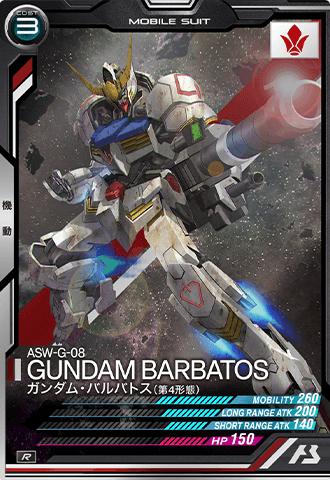 COST
3
MOBILE SUIT
機動
ASW-G-08
GUNDAM BARBATOS
ガンダム・バルバトス(第4形態)
MOBILITY 260
LONG RANGE ATK 200
SHORT RANGE ATK 140
HP 150
R